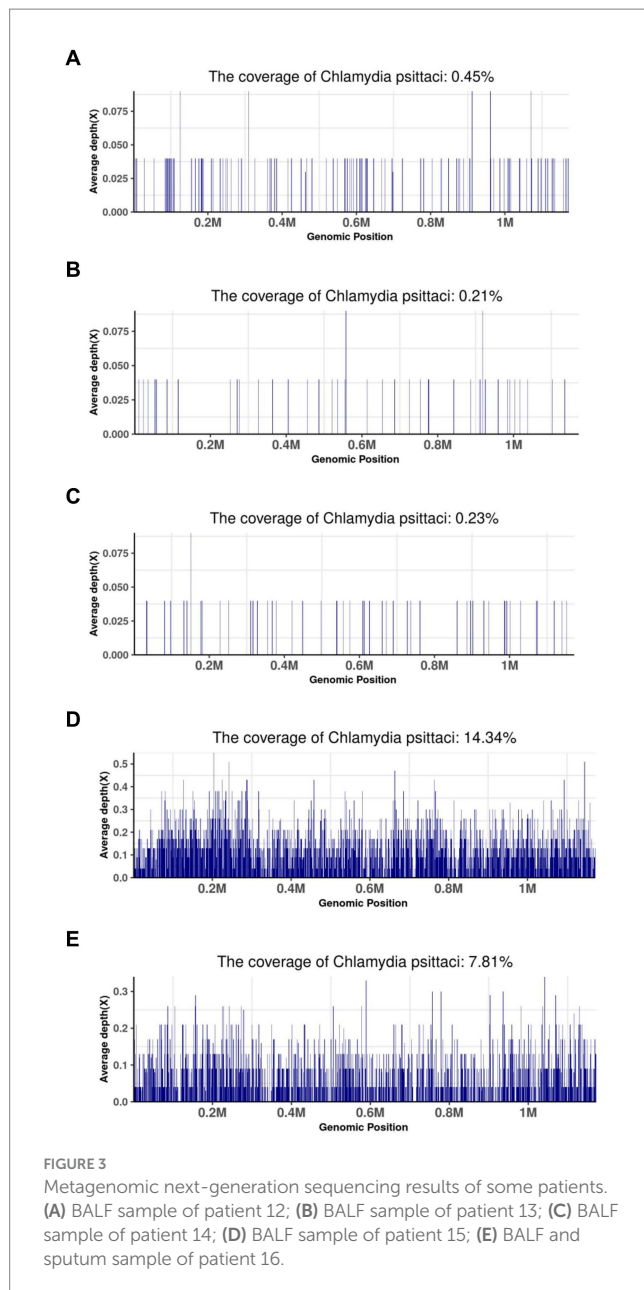 A
The coverage of Chlamydia psittaci: 0.45%
Average depth(X)
0.075
0.050
0.025
0.000
0.2M 0.4M 0.6M 0.8M 1M
Genomic Position
B
The coverage of Chlamydia psittaci: 0.21%
Average depth(X)
0.075
0.050
0.025
0.000
0.2M 0.4M 0.6M 0.8M 1M
Genomic Position
C
The coverage of Chlamydia psittaci: 0.23%
Average depth(X)
0.075
0.050
0.025
0.000
0.2M 0.4M 0.6M 0.8M 1M
Genomic Position
D
The coverage of Chlamydia psittaci: 14.34%
Average depth(X)
0.5
0.4
0.3
0.2
0.1
0.0
0.2M 0.4M 0.6M 0.8M 1M
Genomic Position
E
The coverage of Chlamydia psittaci: 7.81%
Average depth(X)
0.3
0.2
0.1
0.0
0.2M 0.4M 0.6M 0.8M 1M
Genomic Position
FIGURE 3
Metagenomic next-generation sequencing results of some patients.
(A) BALF sample of patient 12; (B) BALF sample of patient 13; (C) BALF
sample of patient 14; (D) BALF sample of patient 15; (E) BALF and
sputum sample of patient 16.